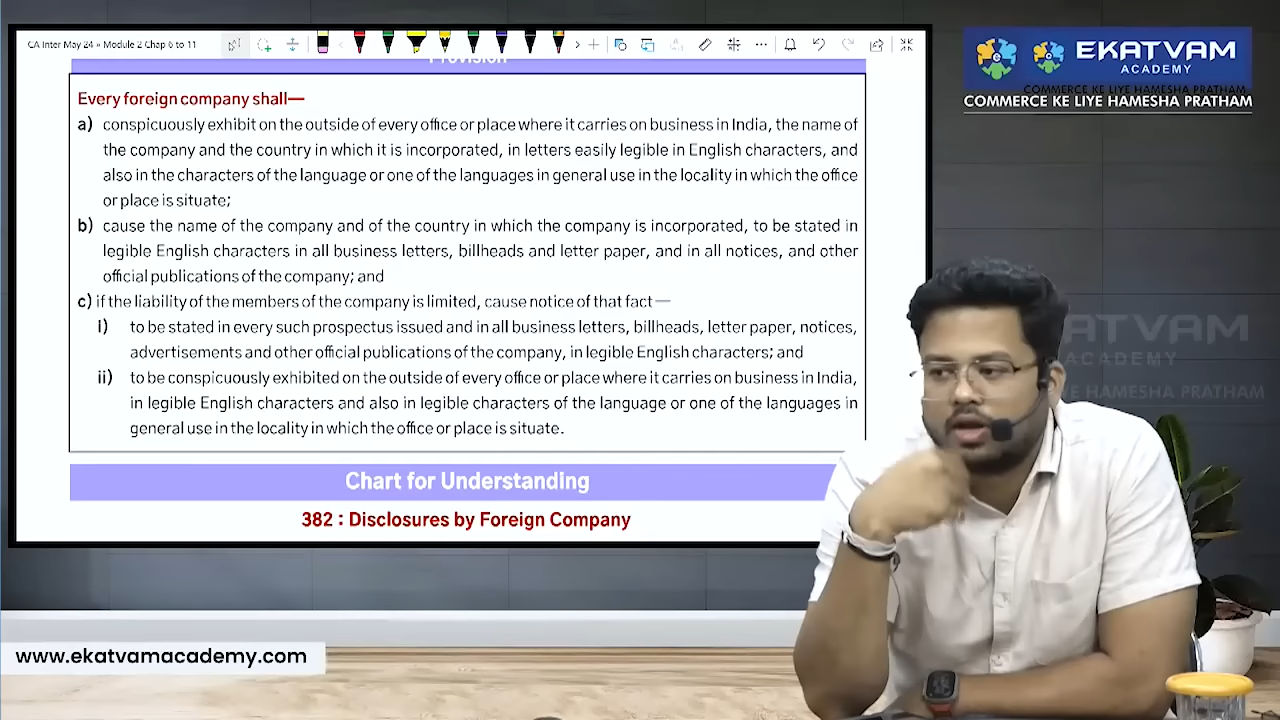 CA Inter May 24 » Module 2 Chap 6 to 11
Provision
Every foreign company shall—
a) conspicuously exhibit on the outside of every office or place where it carries on business in India, the name of
the company and the country in which it is incorporated, in letters easily legible in English characters, and
also in the characters of the language or one of the languages in general use in the locality in which the office
or place is situate;
b) cause the name of the company and of the country in which the company is incorporated, to be stated in
legible English characters in all business letters, billheads and letter paper, and in all notices, and other
official publications of the company; and
c) if the liability of the members of the company is limited, cause notice of that fact—
i) to be stated in every such prospectus issued and in all business letters, billheads, letter paper, notices,
advertisements and other official publications of the company, in legible English characters; and
ii) to be conspicuously exhibited on the outside of every office or place where it carries on business in India,
in legible English characters and also in legible characters of the language or one of the languages in
general use in the locality in which the office or place is situate.
Chart for Understanding
382 : Disclosures by Foreign Company
EKATVAM
ACADEMY
COMMERCE KE LIYE HAMESHA PRATHAM
COMMERCE KE LIYE HAMESHA PRATHAM
ATVAM
ACADEMY
KE HAMESHA PRATHAM
www.ekatvamacademy.com